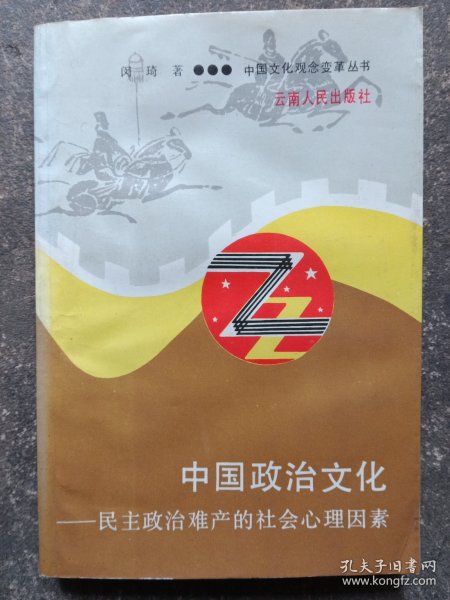 闵琦 著 ●●● 中国文化观念变革丛书
云南人民出版社
中国政治文化
——民主政治难产的社会心理因素
孔夫子旧书网
www.kongfz.com